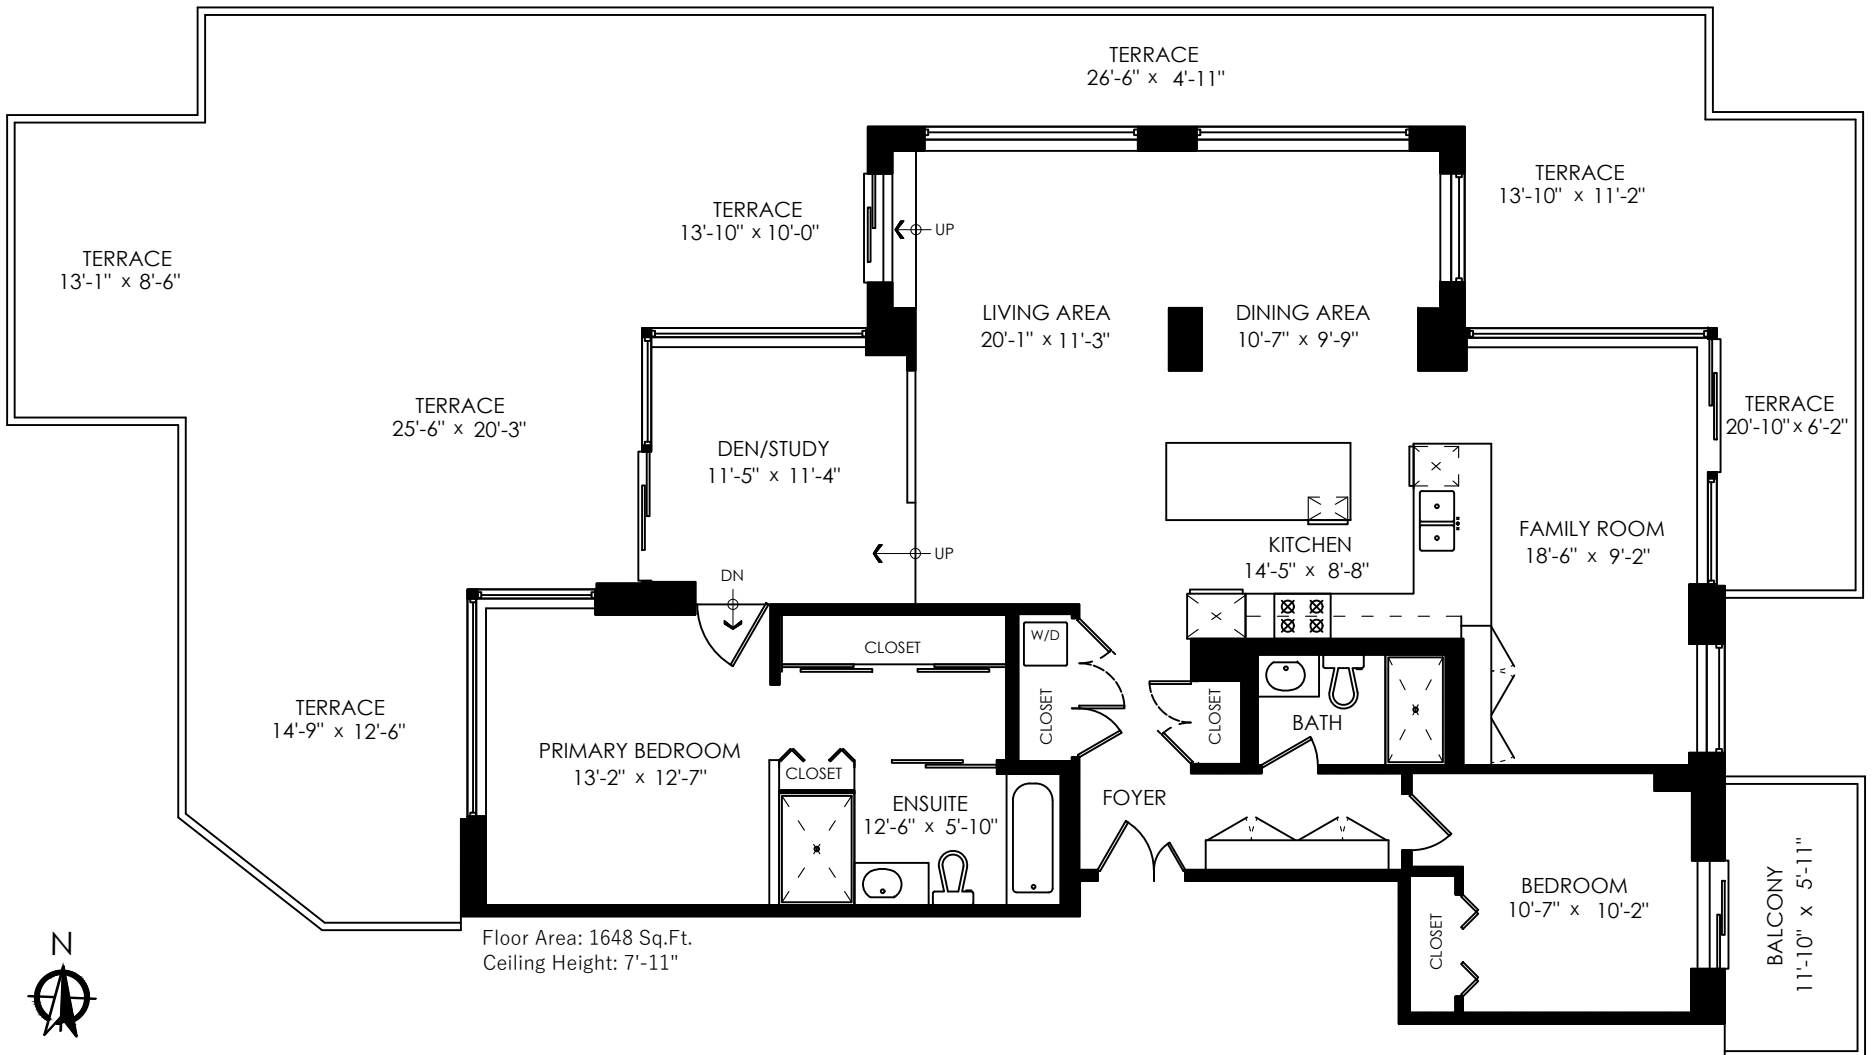 TERRACE
26'-6" x 4'-11"
TERRACE
13'-10" x 11'-2"
TERRACE
13'-10" x 10'-0"
UP
TERRACE
13'-1" x 8'-6"
LIVING AREA
20'-1" x 11'-3"
DINING AREA
10'-7" x 9'-9"
TERRACE
25'-6" x 20'-3"
TERRACE
20'-10" x 6'-2"
DEN/STUDY
11'-5" x 11'-4"
FAMILY ROOM
18'-6" x 9'-2"
KITCHEN
14'-5" x 8'-8"
UP
DN
W/D
CLOSET
CLOSET
CLOSET
BATH
TERRACE
14'-9" x 12'-6"
PRIMARY BEDROOM
13'-2" x 12'-7"
CLOSET
ENSUITE
12'-6" x 5'-10"
FOYER
BEDROOM
10'-7" x 10'-2"
CLOSET
BALCONY
11'-10" x 5'-11"
Floor Area: 1648 Sq.Ft.
Ceiling Height: 7'-11"
N